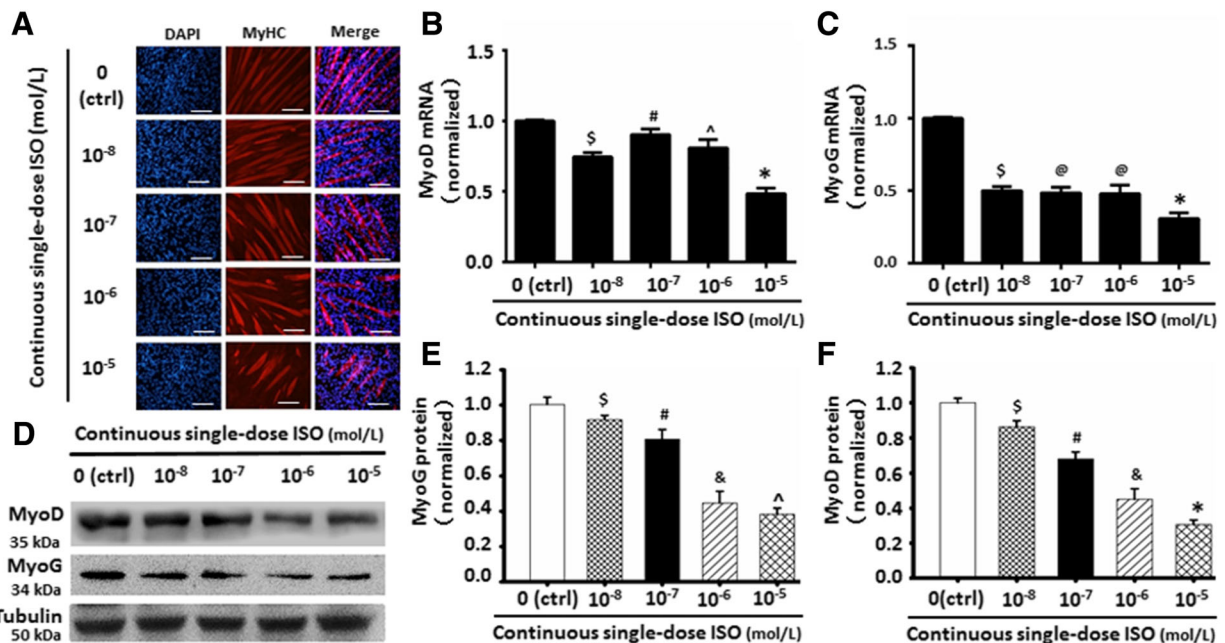 A
DAPI MyHC Merge
Continuous single-dose ISO (mol/L)
0
(ctrl)
10⁻⁸
10⁻⁷
10⁻⁶
10⁻⁵
B
MyoD mRNA
(normalized)
1.5
1.0
0.5
0.0
$ # ^ *
0 (ctrl) 10⁻⁸ 10⁻⁷ 10⁻⁶ 10⁻⁵
Continuous single-dose ISO (mol/L)
C
MyoG mRNA
(normalized)
1.5
1.0
0.5
0.0
$ @ @ *
0 (ctrl) 10⁻⁸ 10⁻⁷ 10⁻⁶ 10⁻⁵
Continuous single-dose ISO (mol/L)
D
Continuous single-dose ISO (mol/L)
0 (ctrl) 10⁻⁸ 10⁻⁷ 10⁻⁶ 10⁻⁵
MyoD
35 kDa
MyoG
34 kDa
Tubulin
50 kDa
E
MyoG protein
(normalized)
1.2
1.0
0.8
0.6
0.4
0.2
0.0
$ # & ^
0(ctrl) 10⁻⁸ 10⁻⁷ 10⁻⁶ 10⁻⁵
Continuous single-dose ISO (mol/L)
F
MyoD protein
(normalized)
1.2
1.0
0.8
0.6
0.4
0.2
0.0
$ # & *
0(ctrl) 10⁻⁸ 10⁻⁷ 10⁻⁶ 10⁻⁵
Continuous single-dose ISO (mol/L)